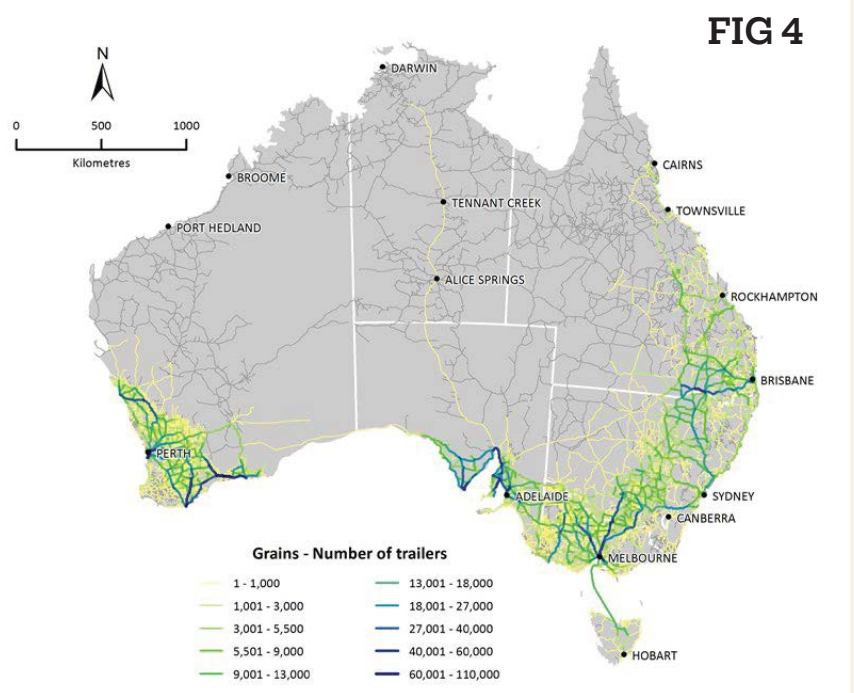 FIG 4
N
DARWIN
0 500 1000
Kilometres
CAIRNS
BROOME
TENNANT CREEK
TOWNSVILLE
PORT HEDLAND
ALICE SPRINGS
ROCKHAMPTON
BRISBANE
PERTH
ADELAIDE
SYDNEY
CANBERRA
MELBOURNE
Grains - Number of trailers
1 - 1,000
1,001 - 3,000
3,001 - 5,500
5,501 - 9,000
9,001 - 13,000
13,001 - 18,000
18,001 - 27,000
27,001 - 40,000
40,001 - 60,000
60,001 - 110,000
HOBART